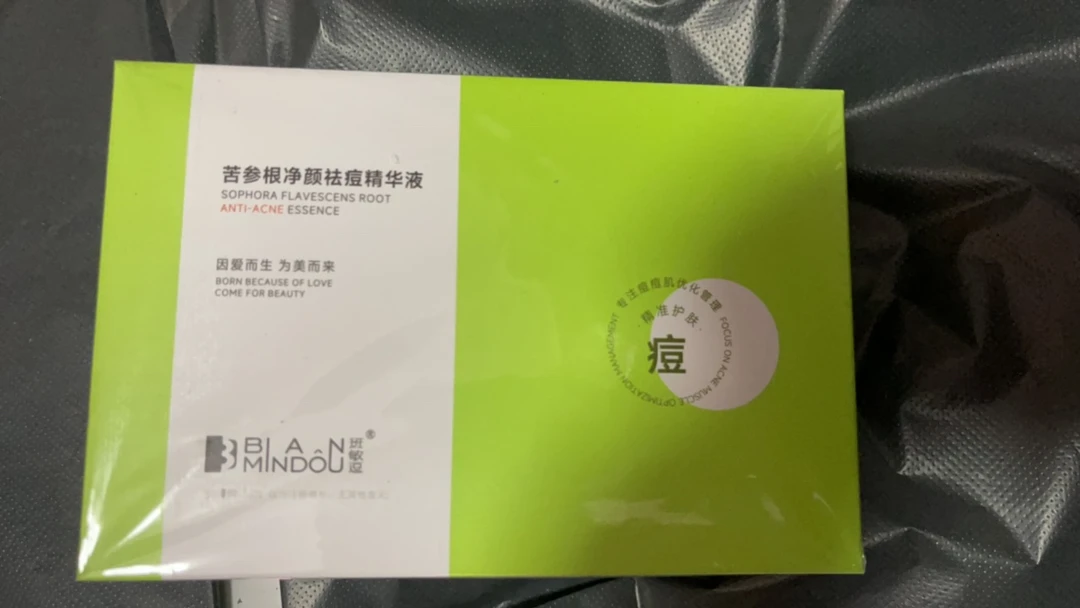 苦参根净颜祛痘精华液
SOPHORA FLAVESCENS ROOT
ANTI-ACNE ESSENCE
因爱而生 为美而来
BORN BECAUSE OF LOVE
COME FOR BEAUTY
专注痘痘肌优化管理
FOCUS ON ACNE MUSCLE OPTIMIZATION MANAGEMENT
·精准护肤·
痘
BIAN
MINDÔU
班敏逗
®